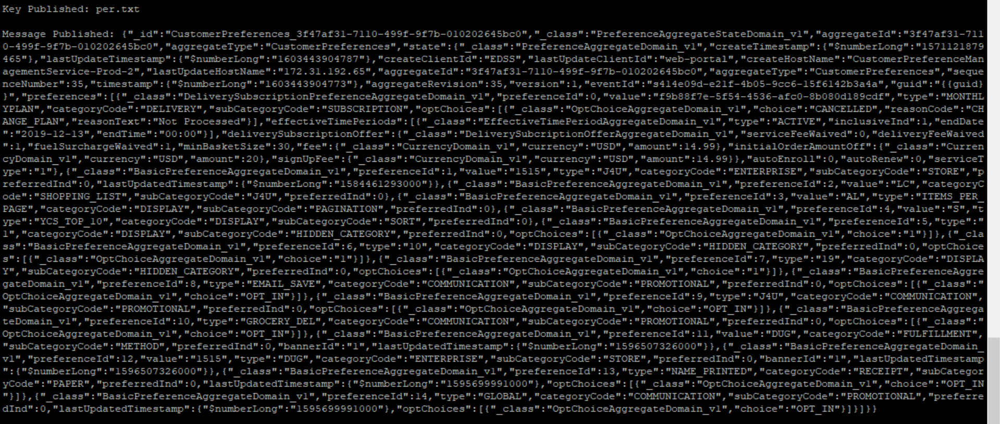 Key Published: per.txt
Message Published: {"_id":"CustomerPreferences_3f47af31-7110-499f-9f7b-010202645bc0","_class":"PreferenceAggregateStateDomain_v1","aggregateId":"3f47af31-711
0-499f-9f7b-010202645bc0","aggregateType":"CustomerPreferences","state":{"_class":"PreferenceAggregateDomain_v1","createTimestamp":{"$numberLong":"1571121879
465"},"lastUpdateTimestamp":{"$numberLong":"1603443904787"},"createClientId":"EDSS","lastUpdateClientId":"web-portal","createHostName":"CustomerPreferenceMan
agementService-Prod-2","lastUpdateHostName":"172.31.192.65","aggregateId":"3f47af31-7110-499f-9f7b-010202645bc0","aggregateType":"CustomerPreferences","seque
nceNumber":35,"timestamp":{"$numberLong":"1603443904773"},"aggregateRevision":35,"version":1,"eventId":"s414e09d-e21f-4b05-9cc6-15f6142b3a4a","guid":"{{guid}
}","preferences":[{"_class":"DeliverySubscriptionPreferenceAggregateDomain_v1","preferenceId":0,"value":"f9b88f7e-5f54-4536-afc0-8b080d189cdf","type":"MONTHL
YPLAN","categoryCode":"DELIVERY","subCategoryCode":"SUBSCRIPTION","optChoices":[{"_class":"OptChoiceAggregateDomain_v1","choice":"CANCELLED","reasonCode":"CH
ANGE_PLAN","reasonText":"Not Processed"}],"effectiveTimePeriods":[{"_class":"EffectiveTimePeriodAggregateDomain_v1","type":"ACTIVE","inclusiveInd":1,"endDate
":"2019-12-13","endTime":"00:00"}],"deliverySubscriptionOffer":{"_class":"DeliverySubcriptionOfferAggregateDomain_v1","serviceFeeWaived":0,"deliveryFeeWaived
":1,"fuelSurchargeWaived":1,"minBasketSize":30,"fee":{"_class":"CurrencyDomain_v1","currency":"USD","amount":14.99},"initialOrderAmountOff":{"_class":"Curren
cyDomain_v1","currency":"USD","amount":20},"signUpFee":{"_class":"CurrencyDomain_v1","currency":"USD","amount":14.99}},"autoEnroll":0,"autoRenew":0,"serviceT
ype":"1"},{"_class":"BasicPreferenceAggregateDomain_v1","preferenceId":1,"value":"1515","type":"J4U","categoryCode":"ENTERPRISE","subCategoryCode":"STORE","p
referredInd":0,"lastUpdatedTimestamp":{"$numberLong":"1584461293000"}},{"_class":"BasicPreferenceAggregateDomain_v1","preferenceId":2,"value":"LC","categoryC
ode":"SHOPPING_LIST","subCategoryCode":"J4U","preferredInd":0},{"_class":"BasicPreferenceAggregateDomain_v1","preferenceId":3,"value":"AL","type":"ITEMS_PER_
PAGE","categoryCode":"DISPLAY","subCategoryCode":"PAGINATION","preferredInd":0},{"_class":"BasicPreferenceAggregateDomain_v1","preferenceId":4,"value":"S","t
ype":"YCS_TOP_10","categoryCode":"DISPLAY","subCategoryCode":"SORT","preferredInd":0},{"_class":"BasicPreferenceAggregateDomain_v1","preferenceId":5,"type":"
1","categoryCode":"DISPLAY","subCategoryCode":"HIDDEN_CATEGORY","preferredInd":0,"optChoices":[{"_class":"OptChoiceAggregateDomain_v1","choice":"1"}]},{"_cla
ss":"BasicPreferenceAggregateDomain_v1","preferenceId":6,"type":"10","categoryCode":"DISPLAY","subCategoryCode":"HIDDEN_CATEGORY","preferredInd":0,"optChoice
s":[{"_class":"OptChoiceAggregateDomain_v1","choice":"1"}]},{"_class":"BasicPreferenceAggregateDomain_v1","preferenceId":7,"type":"19","categoryCode":"DISPLA
Y","subCategoryCode":"HIDDEN_CATEGORY","preferredInd":0,"optChoices":[{"_class":"OptChoiceAggregateDomain_v1","choice":"1"}]},{"_class":"BasicPreferenceAggre
gateDomain_v1","preferenceId":8,"type":"EMAIL_SAVE","categoryCode":"COMMUNICATION","subCategoryCode":"PROMOTIONAL","preferredInd":0,"optChoices":[{"_class":"
OptChoiceAggregateDomain_v1","choice":"OPT_IN"}]},{"_class":"BasicPreferenceAggregateDomain_v1","preferenceId":9,"type":"J4U","categoryCode":"COMMUNICATION",
"subCategoryCode":"PROMOTIONAL","preferredInd":0,"optChoices":[{"_class":"OptChoiceAggregateDomain_v1","choice":"OPT_IN"}]},{"_class":"BasicPreferenceAggrega
teDomain_v1","preferenceId":10,"type":"GROCERY_DEL","categoryCode":"COMMUNICATION","subCategoryCode":"PROMOTIONAL","preferredInd":0,"optChoices":[{"_class":"
OptChoiceAggregateDomain_v1","choice":"OPT_IN"}]},{"_class":"BasicPreferenceAggregateDomain_v1","preferenceId":11,"value":"DUG","categoryCode":"FULFILLMENT",
"subCategoryCode":"METHOD","preferredInd":0,"bannerId":"1","lastUpdatedTimestamp":{"$numberLong":"1596507326000"}},{"_class":"BasicPreferenceAggregateDomain_
v1","preferenceId":12,"value":"1515","type":"DUG","categoryCode":"ENTERPRISE","subCategoryCode":"STORE","preferredInd":0,"bannerId":"1","lastUpdatedTimestamp
":{"$numberLong":"1596507326000"}},{"_class":"BasicPreferenceAggregateDomain_v1","preferenceId":13,"type":"NAME_PRINTED","categoryCode":"RECEIPT","subCategor
yCode":"PAPER","preferredInd":0,"lastUpdatedTimestamp":{"$numberLong":"1595699991000"},"optChoices":[{"_class":"OptChoiceAggregateDomain_v1","choice":"OPT_IN
"}]},{"_class":"BasicPreferenceAggregateDomain_v1","preferenceId":14,"type":"GLOBAL","categoryCode":"COMMUNICATION","subCategoryCode":"PROMOTIONAL","preferre
dInd":0,"lastUpdatedTimestamp":{"$numberLong":"1595699991000"},"optChoices":[{"_class":"OptChoiceAggregateDomain_v1","choice":"OPT_IN"}]}]}}